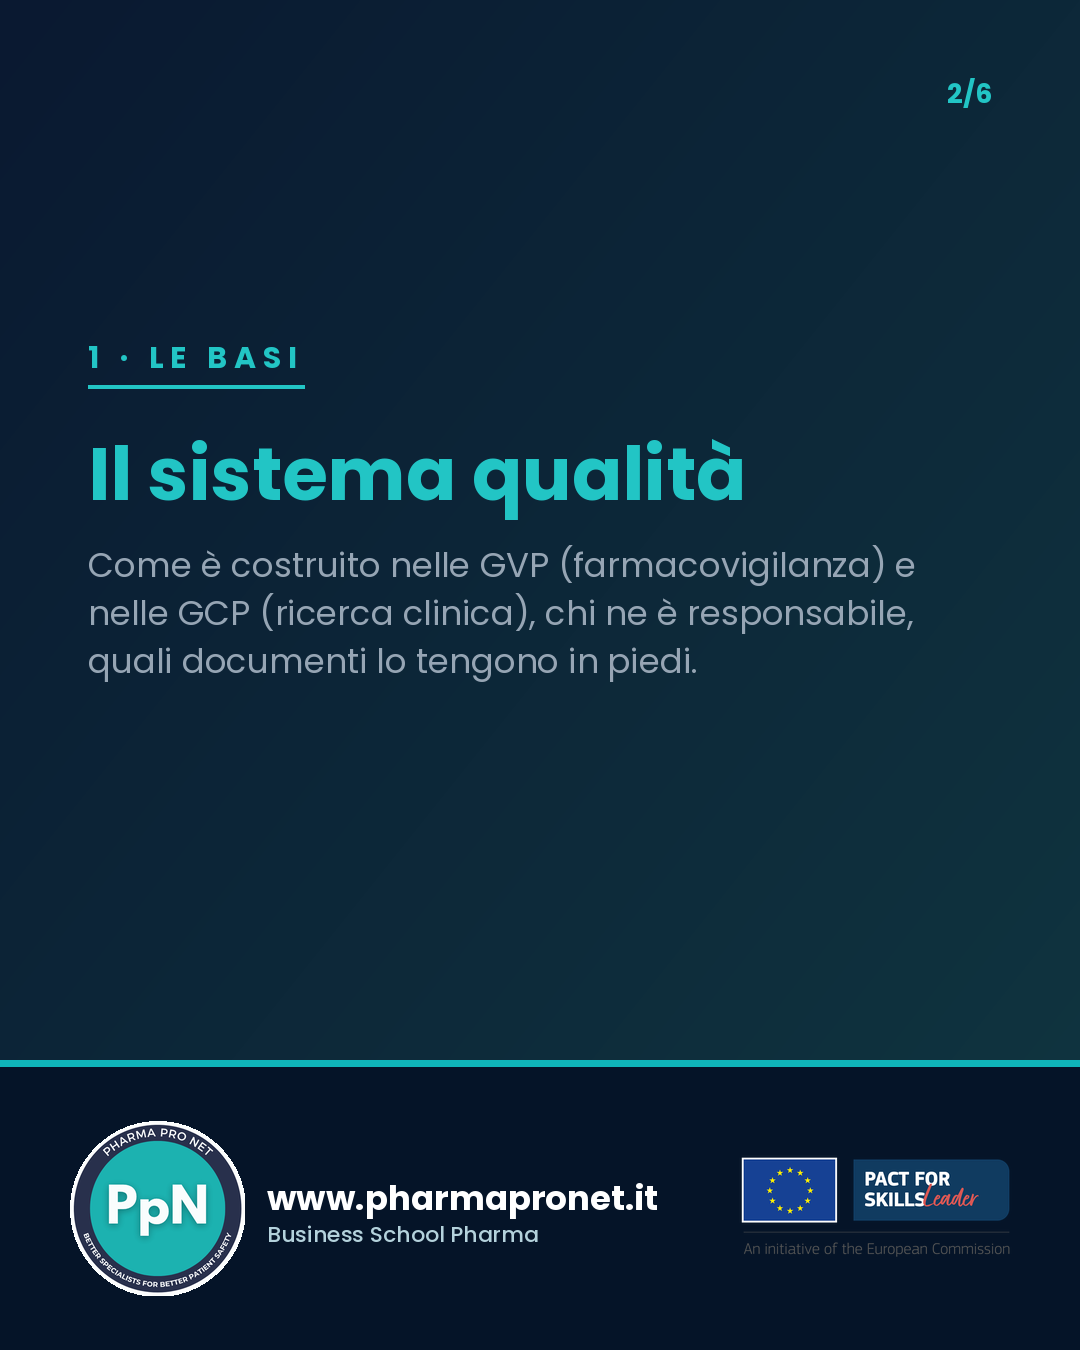 2/6
1 · LE BASI
Il sistema qualità
Come è costruito nelle GVP (farmacovigilanza) e
nelle GCP (ricerca clinica), chi ne è responsabile,
quali documenti lo tengono in piedi.
PHARMA PRO NET
PpN
BETTER SPECIALISTS FOR BETTER PATIENT SAFETY
www.pharmapronet.it
Business School Pharma
PACT FOR
SKILLS Leader
An initiative of the European Commission